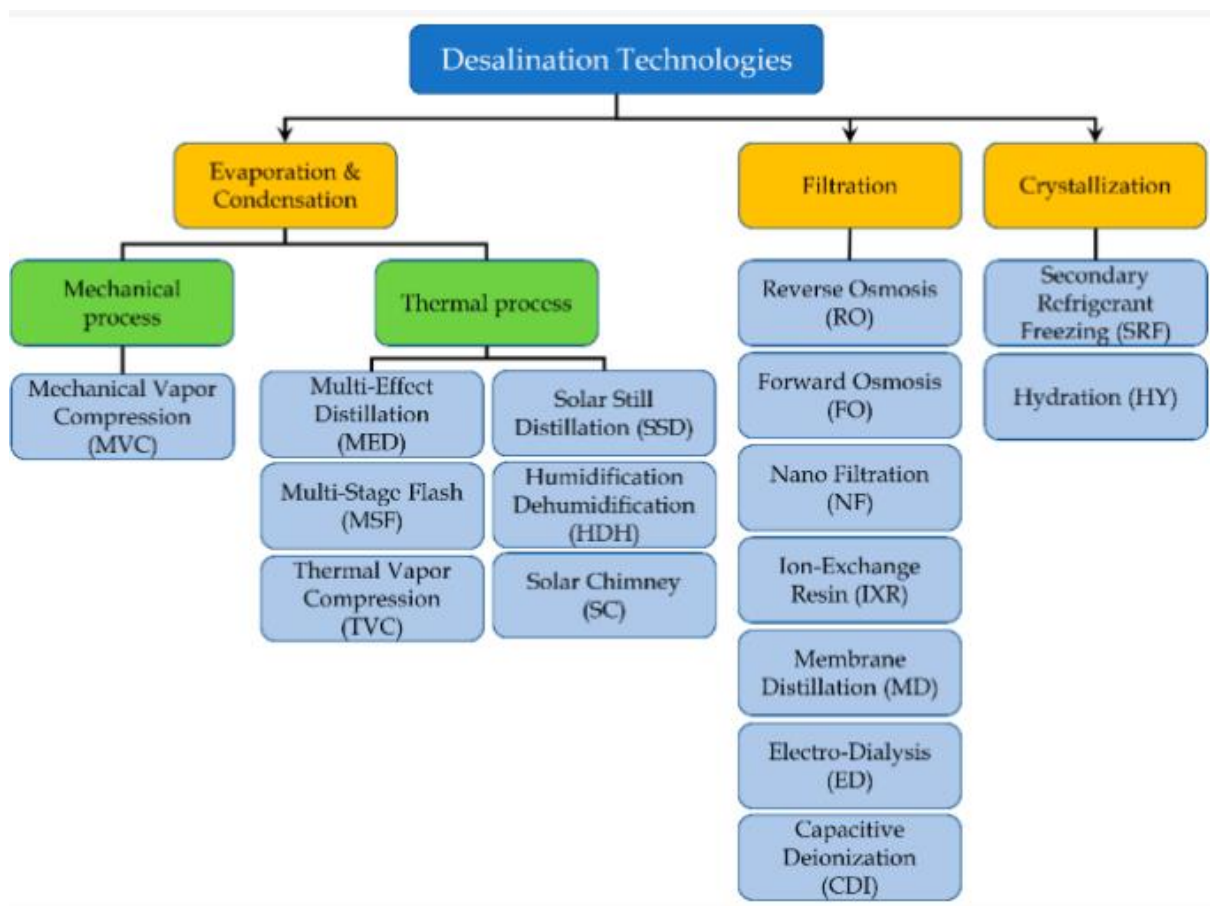 Desalination Technologies
Evaporation &
Condensation
Filtration
Crystallization
Mechanical
process
Thermal process
Mechanical Vapor
Compression
(MVC)
Multi-Effect
Distillation
(MED)
Multi-Stage Flash
(MSF)
Thermal Vapor
Compression
(TVC)
Solar Still
Distillation (SSD)
Humidification
Dehumidification
(HDH)
Solar Chimney
(SC)
Reverse Osmosis
(RO)
Forward Osmosis
(FO)
Nano Filtration
(NF)
Ion-Exchange
Resin (IXR)
Membrane
Distillation (MD)
Electro-Dialysis
(ED)
Capacitive
Deionization
(CDI)
Secondary
Refrigerant
Freezing (SRF)
Hydration (HY)